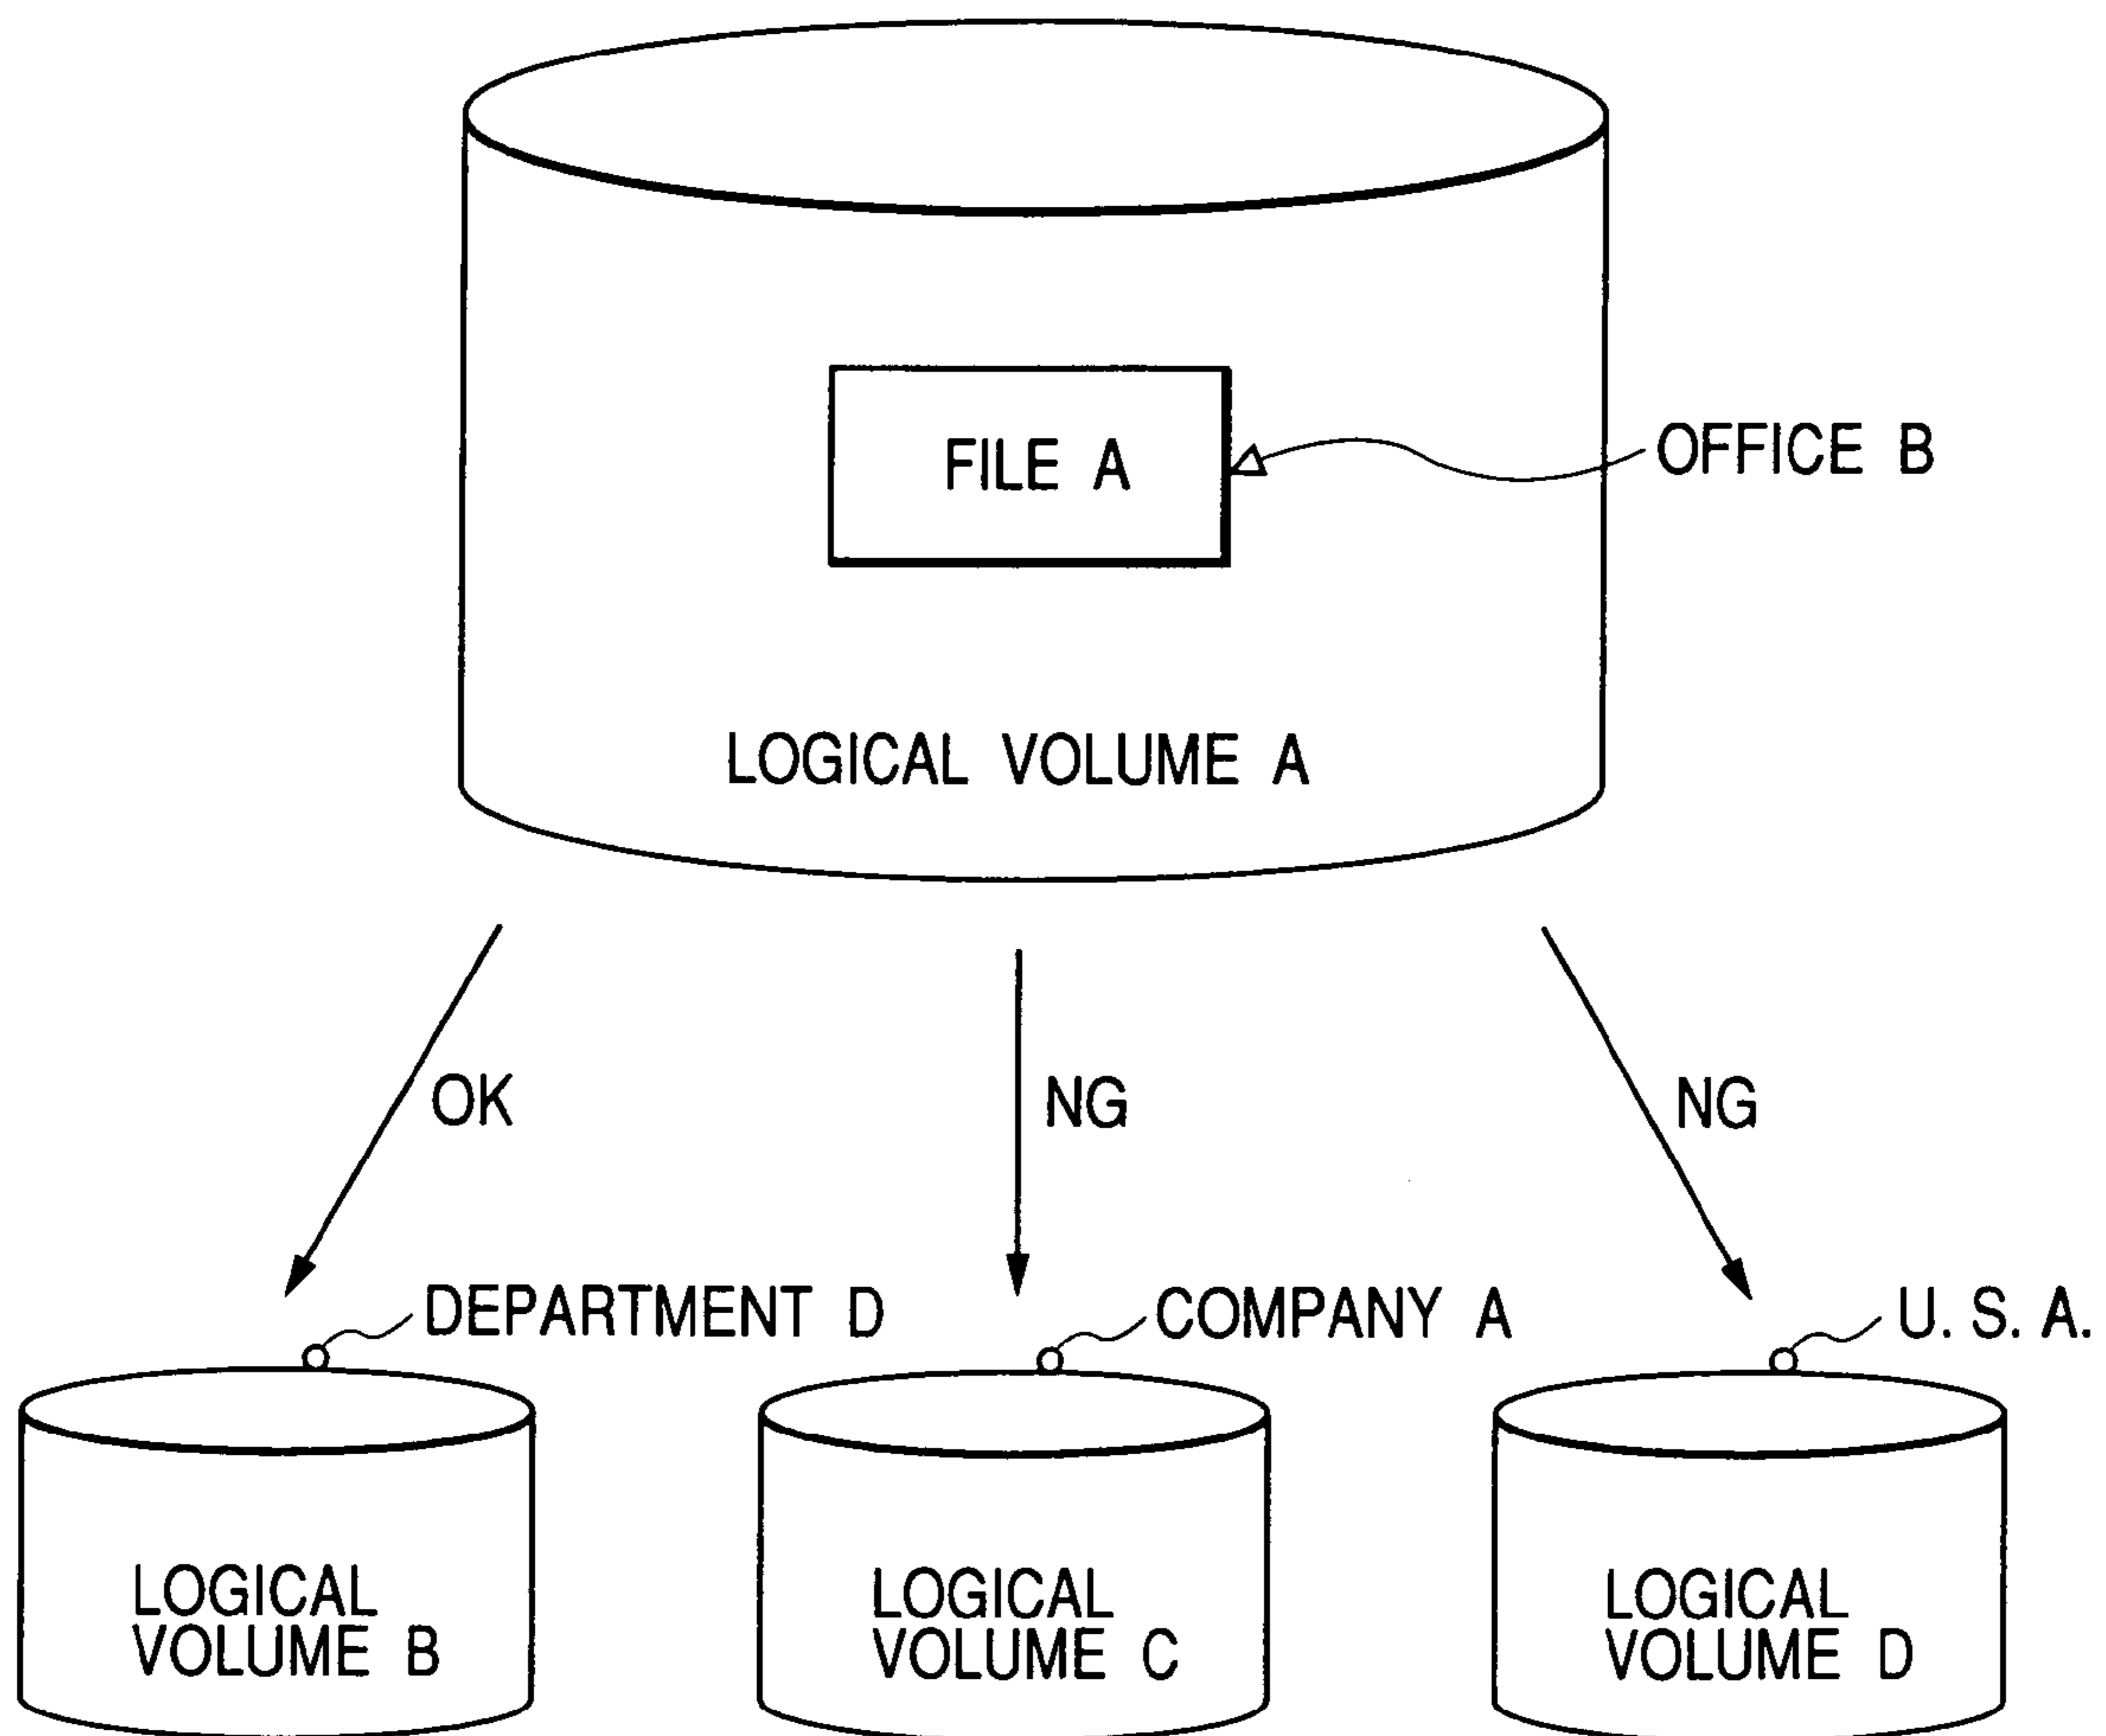 FILE A
OFFICE B
LOGICAL VOLUME A
OK
NG
NG
DEPARTMENT D
COMPANY A
U. S. A.
LOGICAL
VOLUME B
LOGICAL
VOLUME C
LOGICAL
VOLUME D